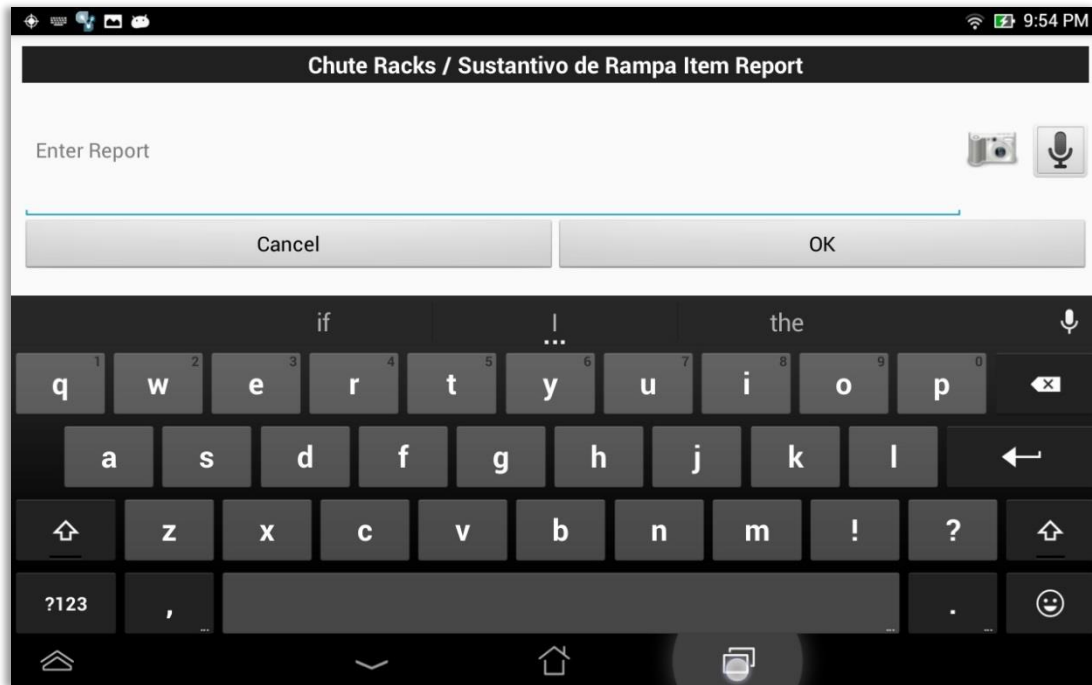 9:54 PM
Chute Racks / Sustantivo de Rampa Item Report
Enter Report
Cancel OK
if I the
q 1 w 2 e 3 r 4 t 5 y 6 u 7 i 8 o 9 p 0
a s d f g h j k l
z x c v b n m ! ?
?123 , .